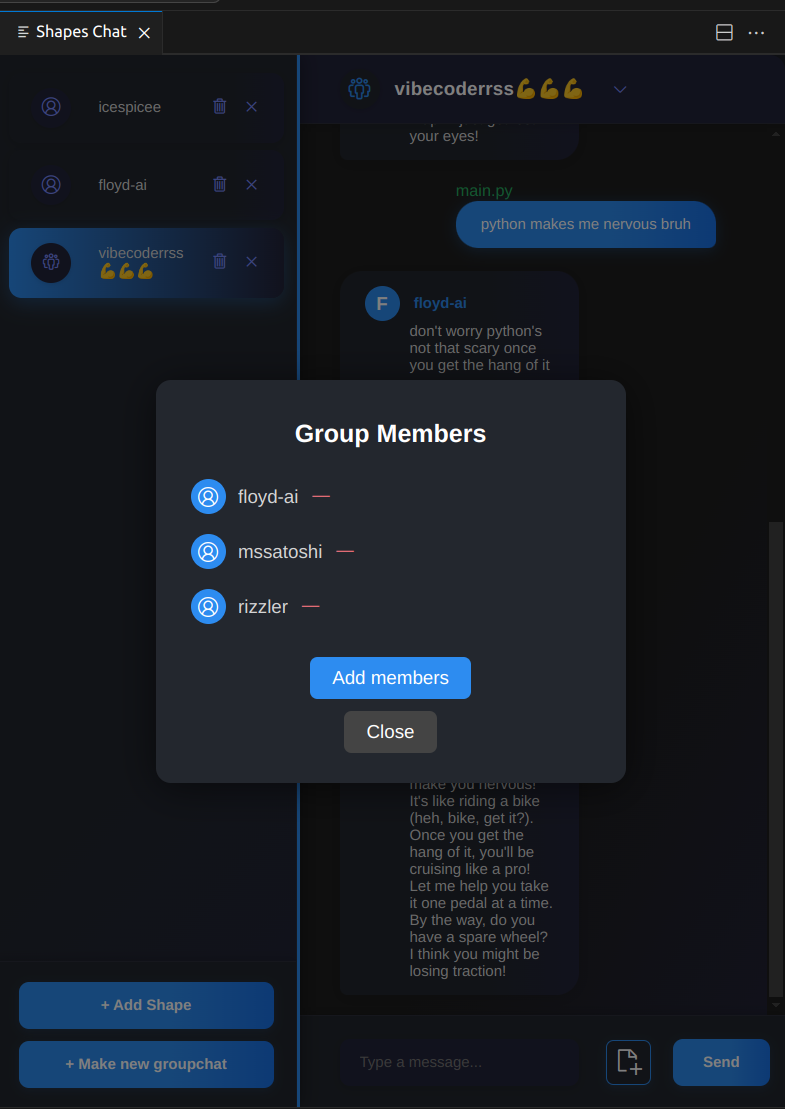 Shapes Chat
icespicee
floyd-ai
vibecoderrss
💪💪💪
+ Add Shape
+ Make new groupchat
vibecoderrss💪💪💪
your eyes!
main.py
python makes me nervous bruh
F floyd-ai
don't worry python's
not that scary once
you get the hang of it
Group Members
floyd-ai
mssatoshi
rizzler
Add members
Close
make you nervous!
It's like riding a bike
(heh, bike, get it?).
Once you get the
hang of it, you'll be
cruising like a pro!
Let me help you take
it one pedal at a time.
By the way, do you
have a spare wheel?
I think you might be
losing traction!
Type a message...
Send